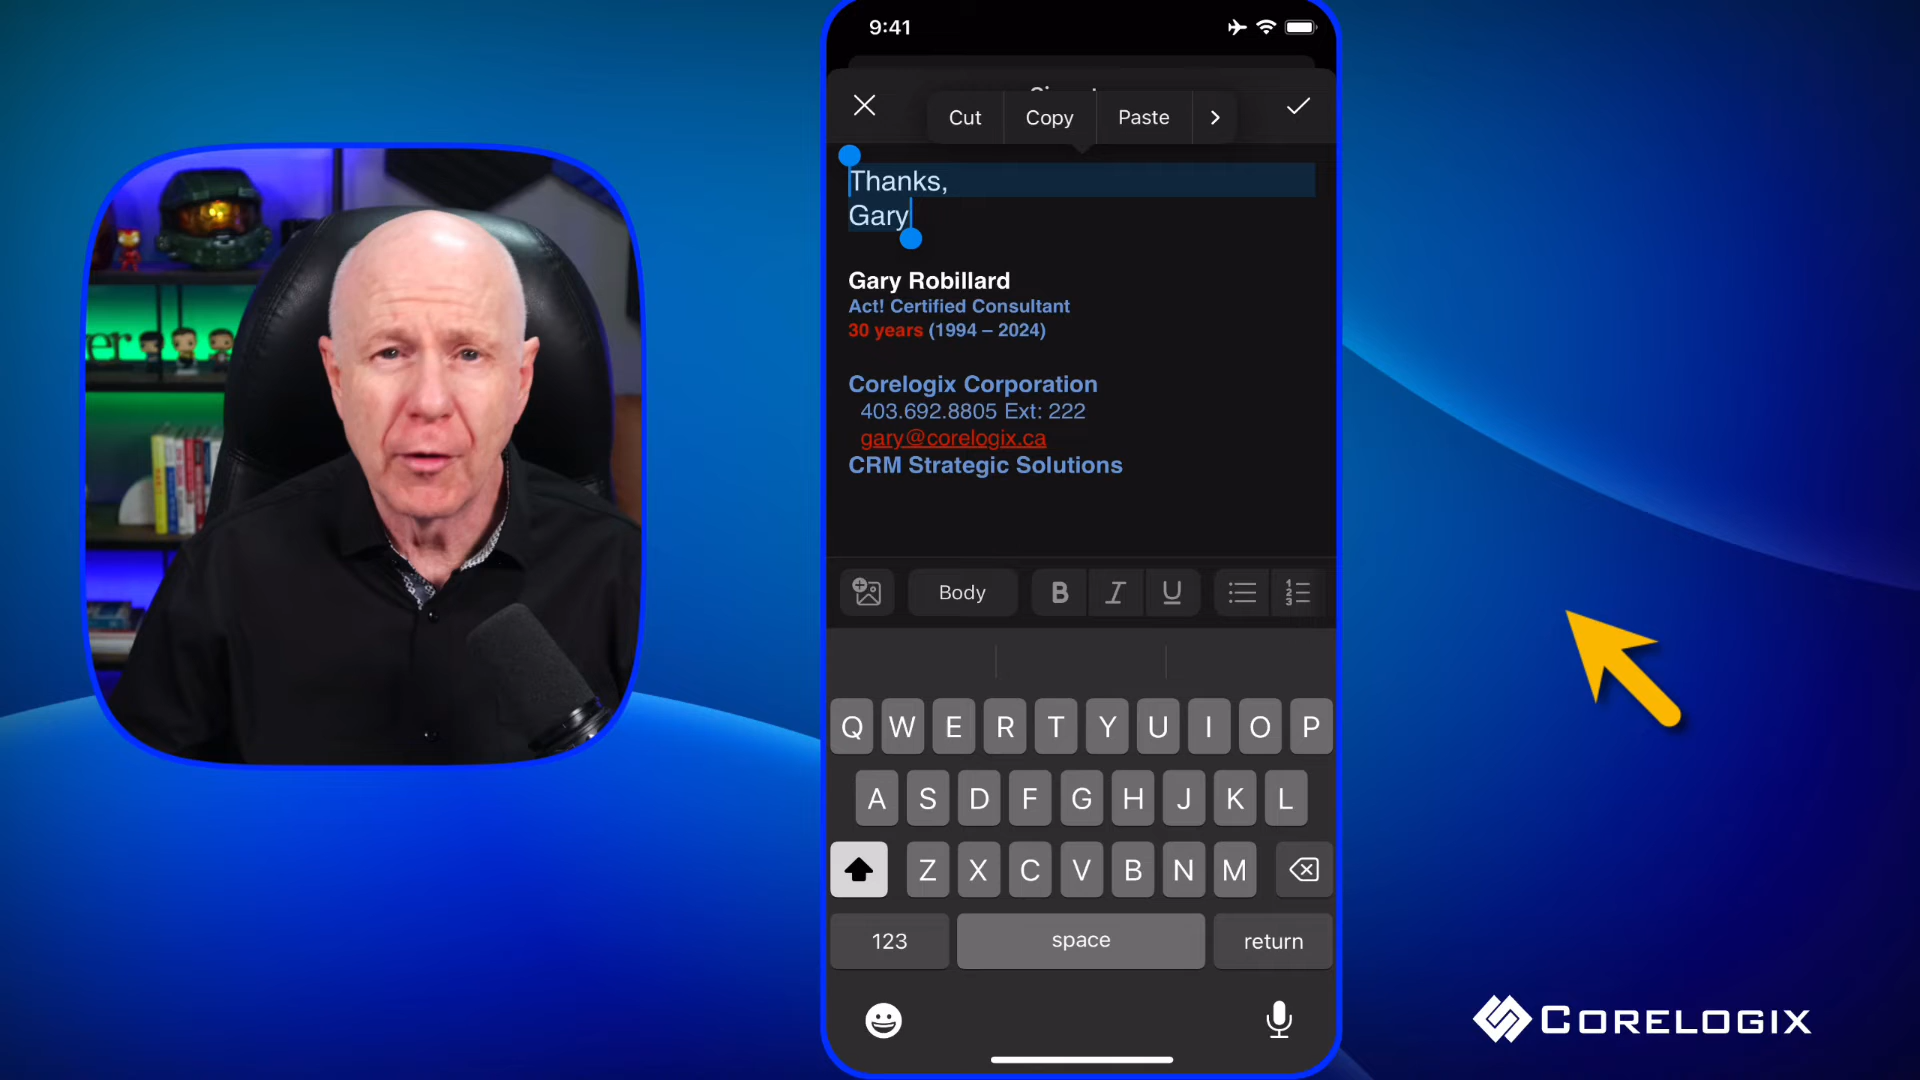 9:41
Cut Copy Paste
Thanks,
Gary
Gary Robillard
Act! Certified Consultant
30 years (1994 – 2024)
Corelogix Corporation
403.692.8805 Ext: 222
gary@corelogix.ca
CRM Strategic Solutions
Body B I U
Q W E R T Y U I O P
A S D F G H J K L
Z X C V B N M
123 space return
CORELOGIX